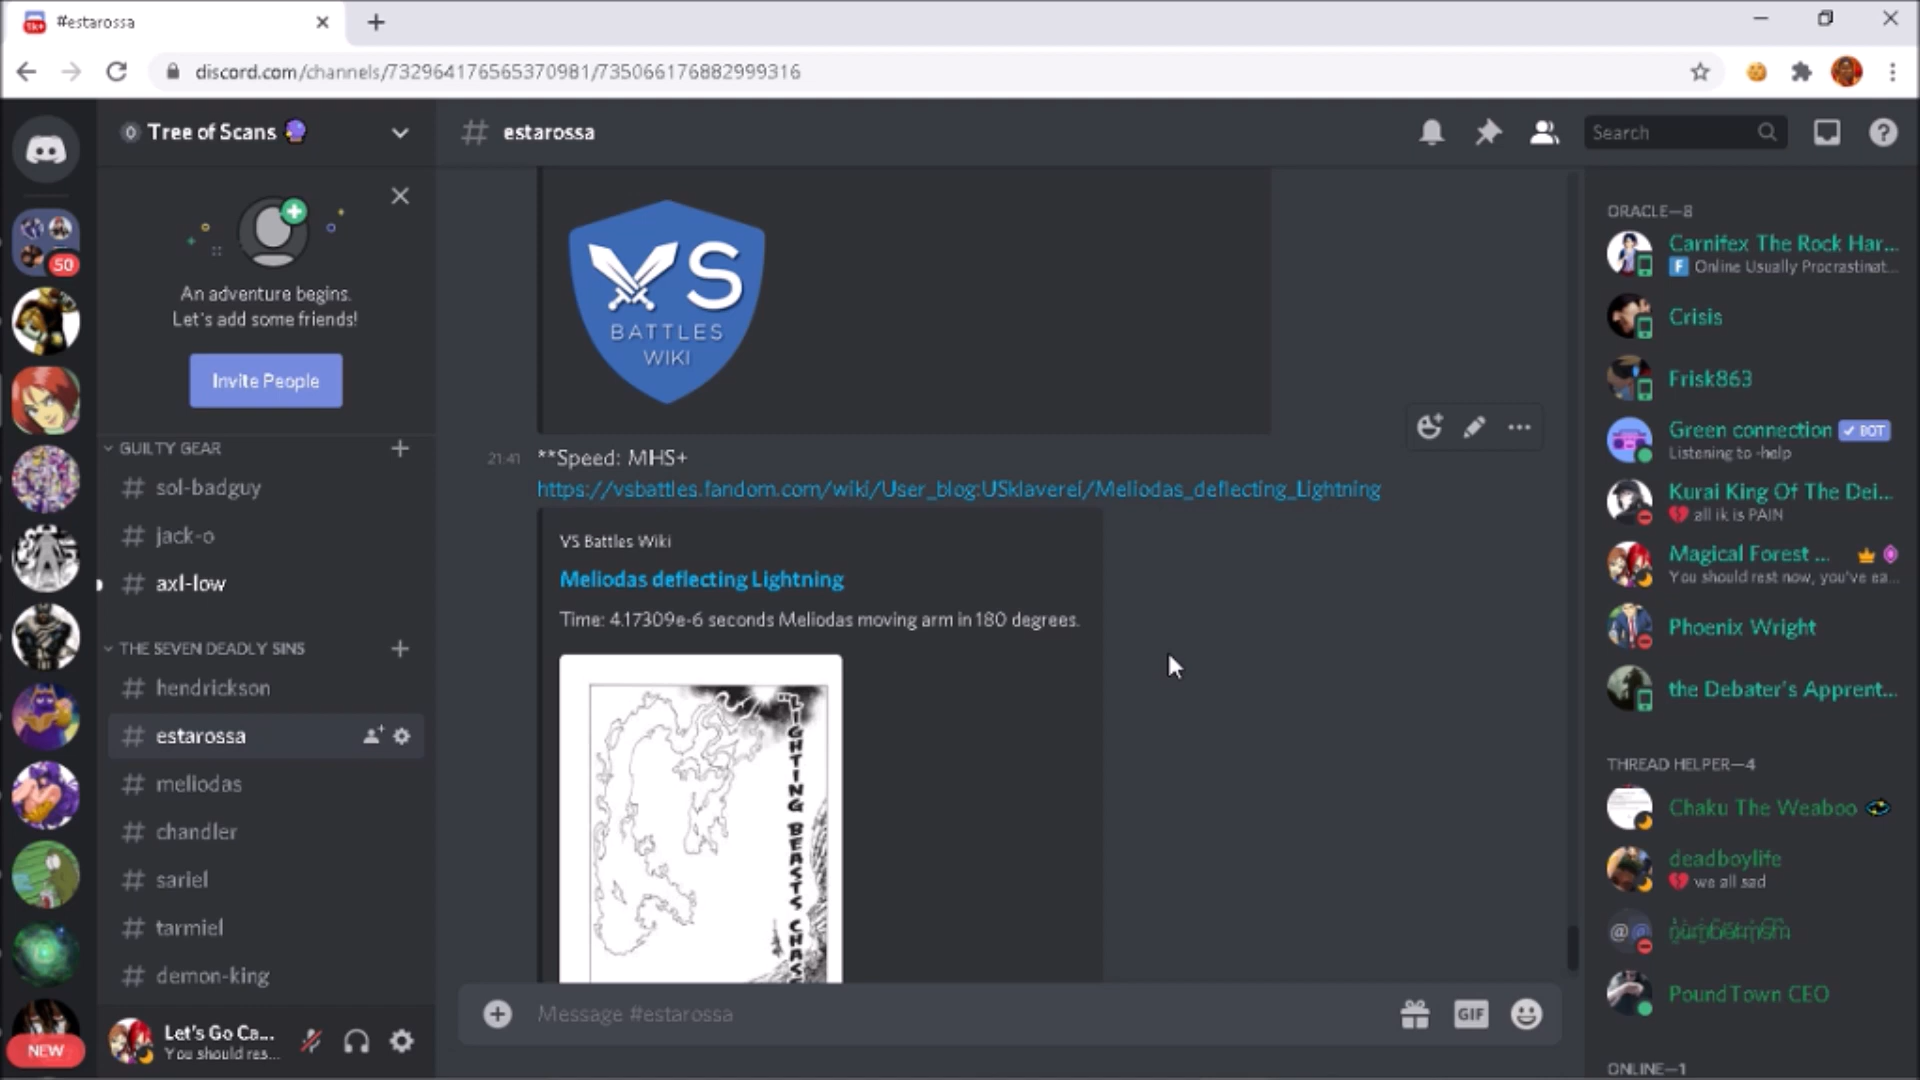 #estarossa
discord.com/channels/732964176565370981/735066176882999316
Tree of Scans
estarossa
Search
50
An adventure begins.
Let's add some friends!
Invite People
GUILTY GEAR
sol-badguy
jack-o
axl-low
THE SEVEN DEADLY SINS
hendrickson
estarossa
meliodas
chandler
sariel
tarmiel
demon-king
NEW
Let's Go Ca...
You should res...
VS
BATTLES
WIKI
21:41 **Speed: MHS+
https://vsbattles.fandom.com/wiki/User_blog:USklaverei/Meliodas_deflecting_Lightning
VS Battles Wiki
Meliodas deflecting Lightning
Time: 4.17309e-6 seconds Meliodas moving arm in 180 degrees.
LIGHTING BEASTS CHAS
Message #estarossa
GIF
ORACLE—8
Carnifex The Rock Har...
F Online Usually Procrastinat...
Crisis
Frisk863
Green connection ✓ BOT
Listening to -help
Kurai King Of The Dei...
💔 all ik is PAIN
Magical Forest ...
You should rest now, you've ea...
Phoenix Wright
the Debater's Apprent...
THREAD HELPER—4
Chaku The Weaboo
deadboylife
💔 we all sad
PoundTown CEO
ONLINE—1